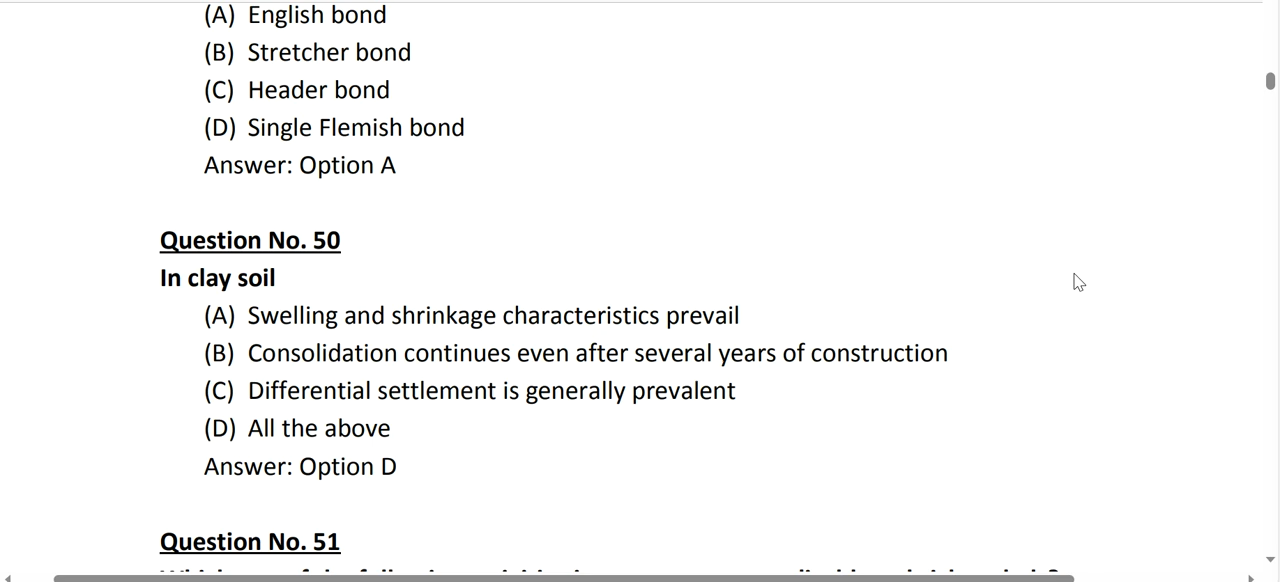 (A) English bond
(B) Stretcher bond
(C) Header bond
(D) Single Flemish bond
Answer: Option A
Question No. 50
In clay soil
(A) Swelling and shrinkage characteristics prevail
(B) Consolidation continues even after several years of construction
(C) Differential settlement is generally prevalent
(D) All the above
Answer: Option D
Question No. 51